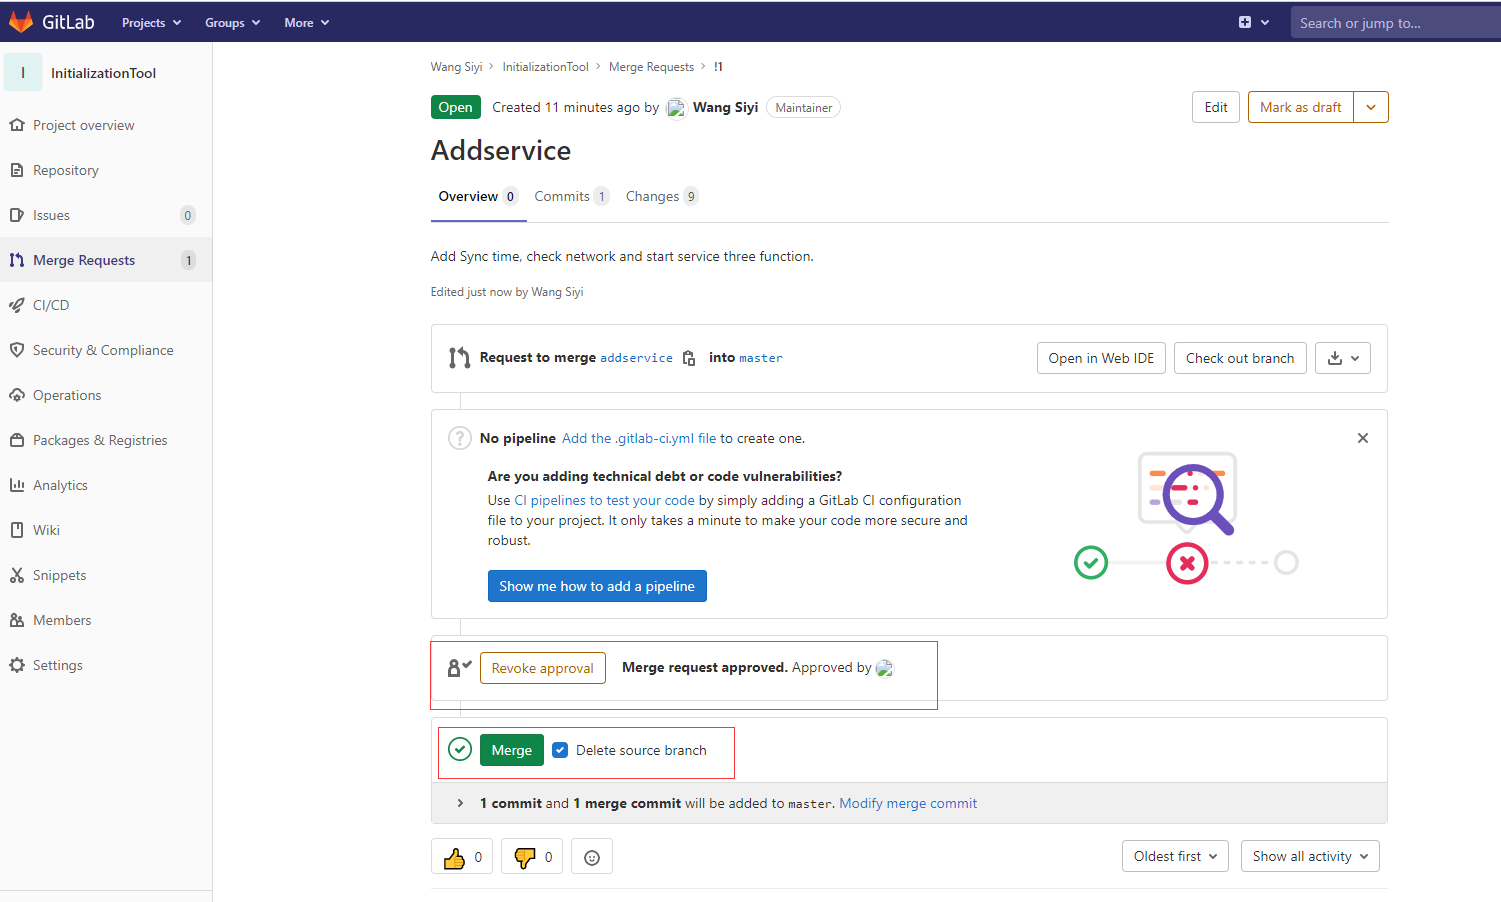 GitLab Projects Groups More Search or jump to...
I InitializationTool
Project overview
Repository
Issues 0
Merge Requests 1
CI/CD
Security & Compliance
Operations
Packages & Registries
Analytics
Wiki
Snippets
Members
Settings
Wang Siyi > InitializationTool > Merge Requests > !1
Open Created 11 minutes ago by Wang Siyi Maintainer
Edit Mark as draft
Addservice
Overview 0 Commits 1 Changes 9
Add Sync time, check network and start service three function.
Edited just now by Wang Siyi
Request to merge addservice into master
Open in Web IDE Check out branch
? No pipeline Add the .gitlab-ci.yml file to create one.
Are you adding technical debt or code vulnerabilities?
Use CI pipelines to test your code by simply adding a GitLab CI configuration
file to your project. It only takes a minute to make your code more secure and
robust.
Show me how to add a pipeline
Revoke approval Merge request approved. Approved by
Merge Delete source branch
1 commit and 1 merge commit will be added to master. Modify merge commit
0 0
Oldest first Show all activity